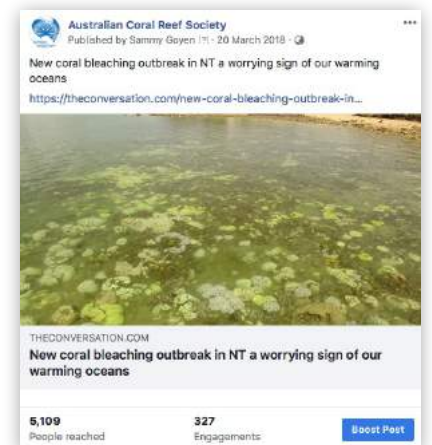 Australian Coral Reef Society
Published by Sammy Goyen [?] · 20 March 2018 ·
New coral bleaching outbreak in NT a worrying sign of our warming
oceans
https://theconversation.com/new-coral-bleaching-outbreak-in...
THECONVERSATION.COM
New coral bleaching outbreak in NT a worrying sign of our
warming oceans
5,109
People reached
327
Engagements
Boost Post